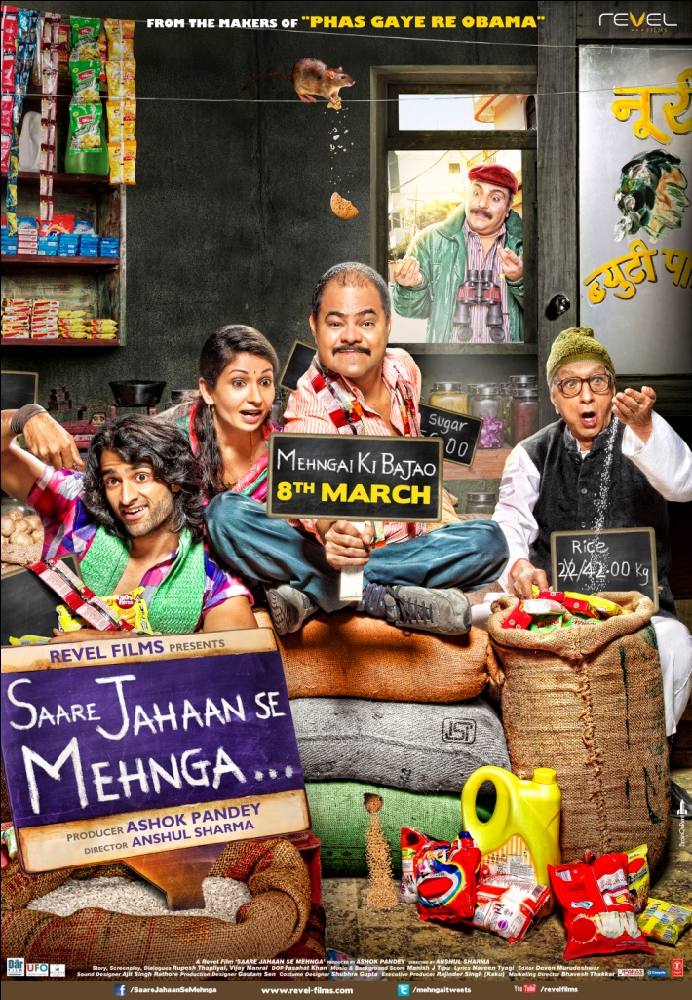 FROM THE MAKERS OF "PHAS GAYE RE OBAMA"
REVEL
FILMS
नूरी
ब्युटी पा
Sugar
MEHNGAI KI BAJAO
8TH MARCH
Rice
22/42.00 kg
REVEL FILMS PRESENTS
SAARE JAHAAN SE
MEHNGA...
PRODUCER ASHOK PANDEY
DIRECTOR ANSHUL SHARMA
A Revel Film 'SAARE JAHAAN SE MEHNGA' PRODUCED BY ASHOK PANDEY DIRECTED BY ANSHUL SHARMA
Story, Screenplay, Dialogues Rupesh Thapliyal, Vijay Manral DOP Fasahat Khan Music & Background Score Manish J Tipu Lyrics Naveen Tyagi Editor Deven Murudeshwar
Sound Designer Ajit Singh Rathore Production Designer Gautam Sen Costume Designer Shubhra Gupta Executive Producer Rajinder Singh (Kaku) Marketing Director Bhavesh Thakkar
UFO
T-SERIES
/SaareJahaanSeMehnga www.revel-films.com /mehngaitweets YouTube /revelfilms